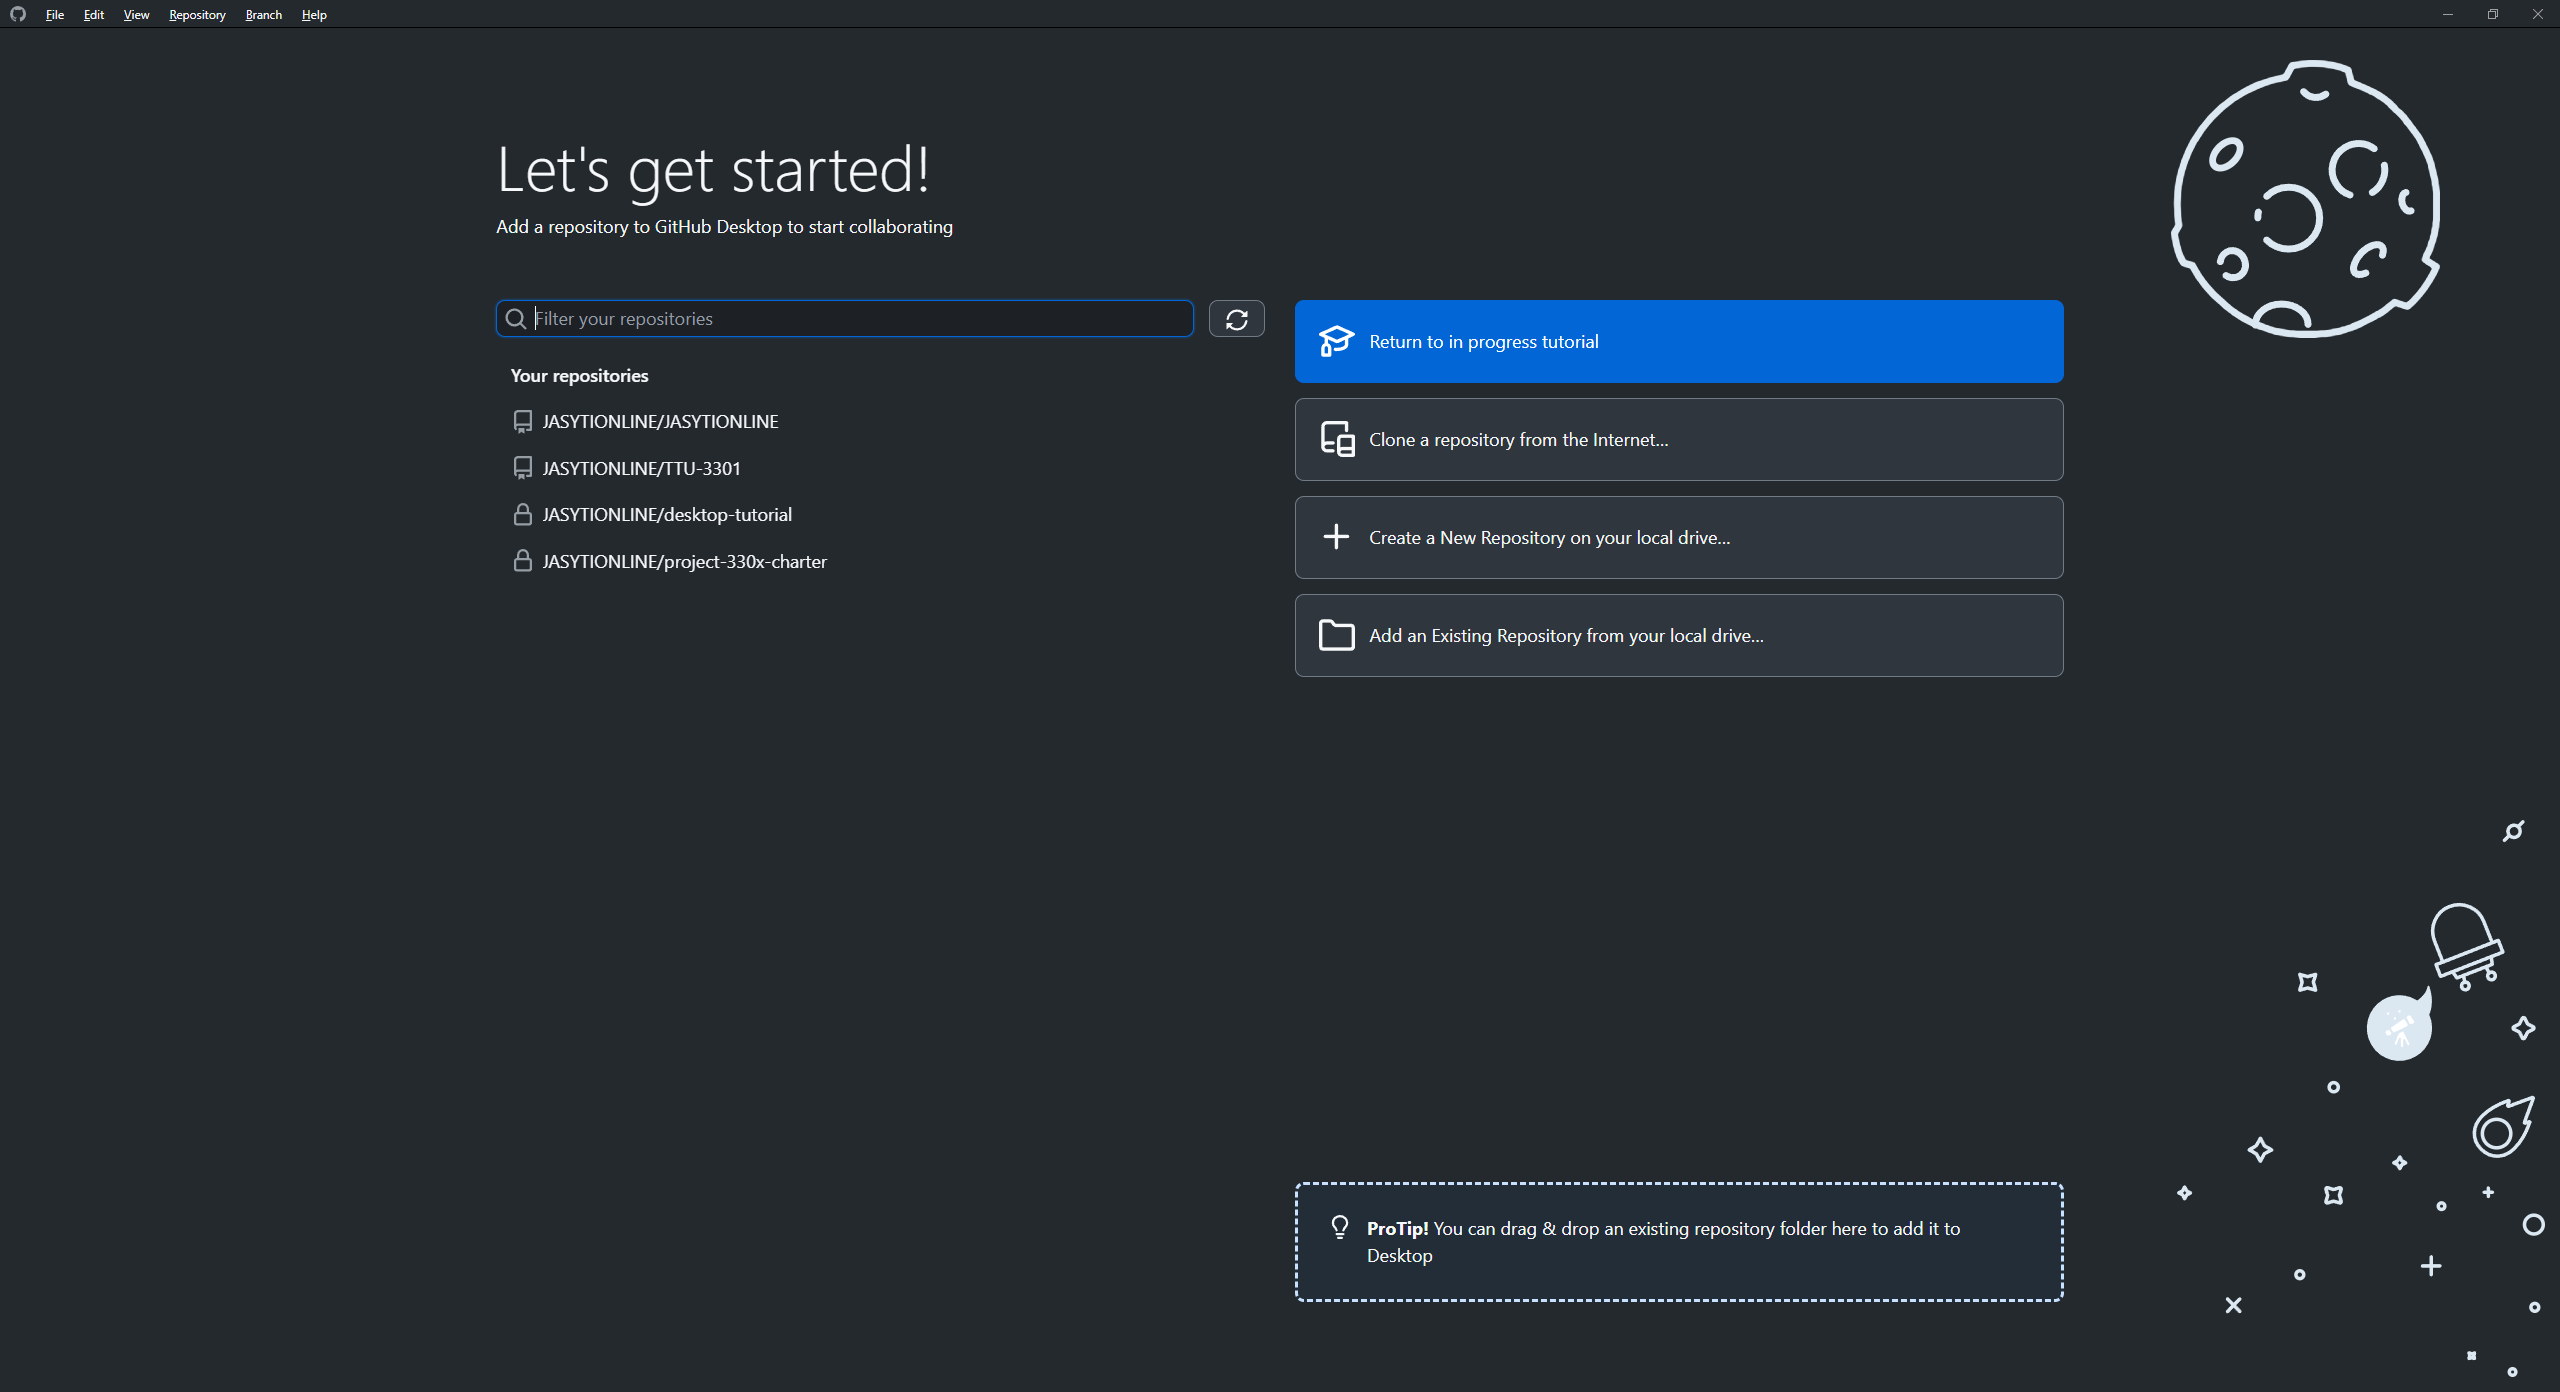 File Edit View Repository Branch Help
Let's get started!
Add a repository to GitHub Desktop to start collaborating
Filter your repositories
Your repositories
JASYTIONLINE/JASYTIONLINE
JASYTIONLINE/TTU-3301
JASYTIONLINE/desktop-tutorial
JASYTIONLINE/project-330x-charter
Return to in progress tutorial
Clone a repository from the Internet...
Create a New Repository on your local drive...
Add an Existing Repository from your local drive...
ProTip! You can drag & drop an existing repository folder here to add it to
Desktop